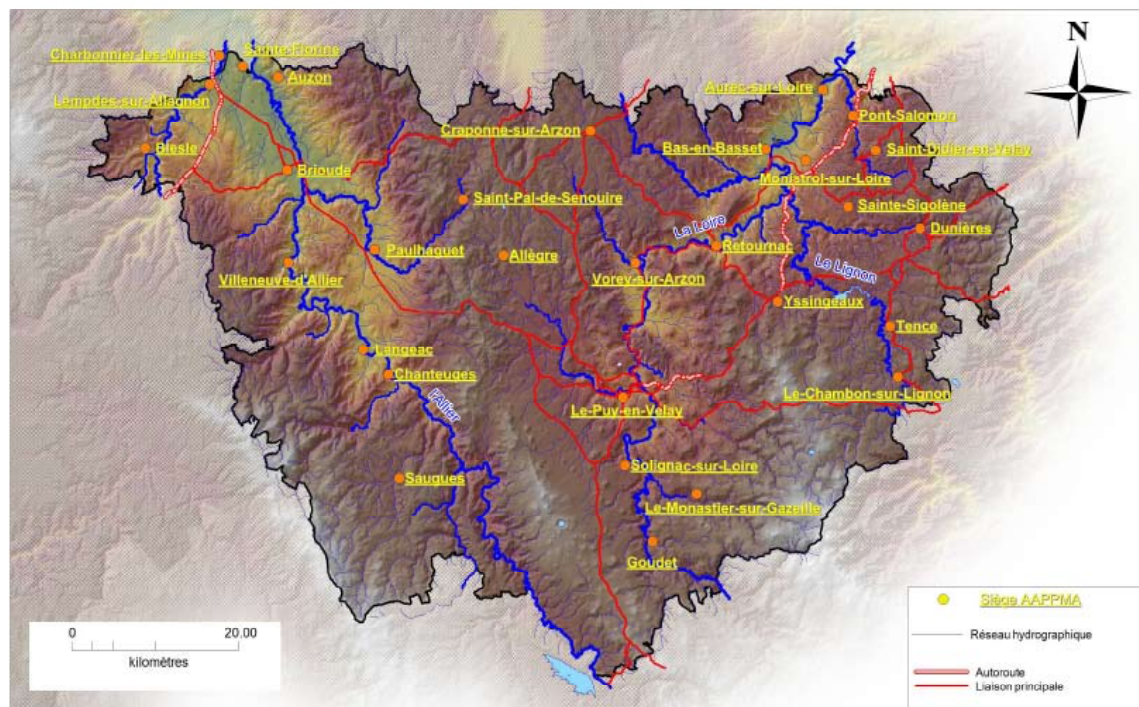 N
Charbonnier-les-Mines
Sainte-Florine
Auzon
Lempdes-sur-Allagnon
Blesle
Brioude
Craponne-sur-Arzon
Aurec-sur-Loire
Pont-Salomon
Bas-en-Basset
Saint-Didier-en-Velay
Monistrol-sur-Loire
Saint-Pal-de-Senouire
Sainte-Sigolène
Dunières
La Loire
Retournac
Paulhaguet
Allègre
Vorey-sur-Arzon
Le Lignon
Villeneuve-d'Allier
Yssingeaux
Tence
Langeac
Chanteuges
Le-Chambon-sur-Lignon
Le-Puy-en-Velay
l'Allier
Solignac-sur-Loire
Saugues
Le-Monastier-sur-Gazeille
Goudet
0 20.00
kilomètres
Siège AAPPMA
Réseau hydrographique
Autoroute
Liaison principale